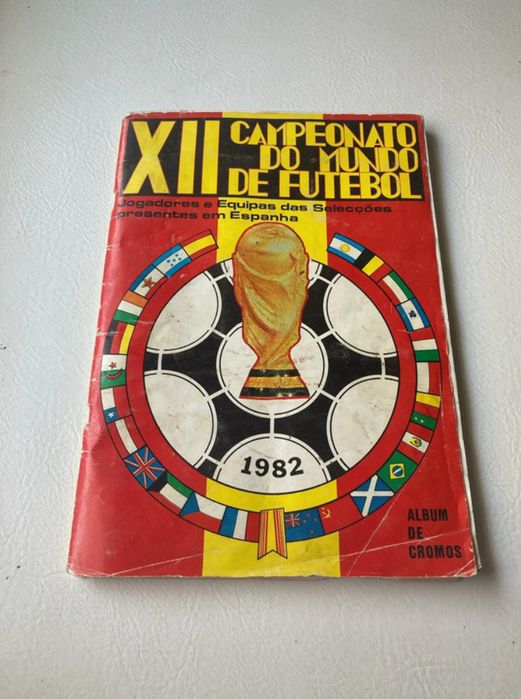 XII CAMPEONATO
DO MUNDO
DE FUTEBOL
Jogadores e Equipas das Selecções
presentes em Espanha
1982
ALBUM
DE
CROMOS